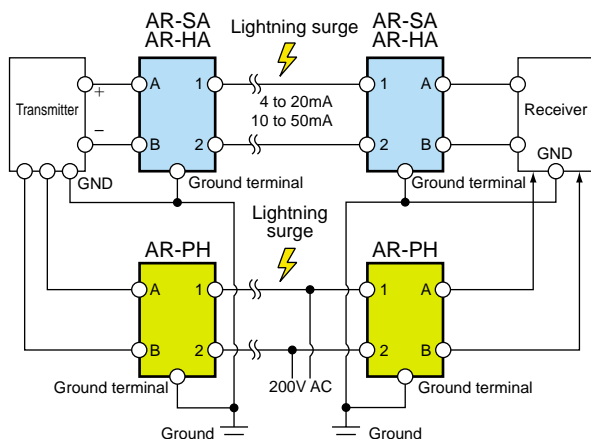 AR-SA
AR-HA
Lightning surge
AR-SA
AR-HA
Transmitter
+
−
A
1
4 to 20mA
10 to 50mA
1
A
Receiver
B
2
2
B
GND
GND
Ground terminal
Ground terminal
Lightning
surge
AR-PH
AR-PH
A
1
1
A
B
2
2
B
200V AC
Ground terminal
Ground terminal
Ground
Ground